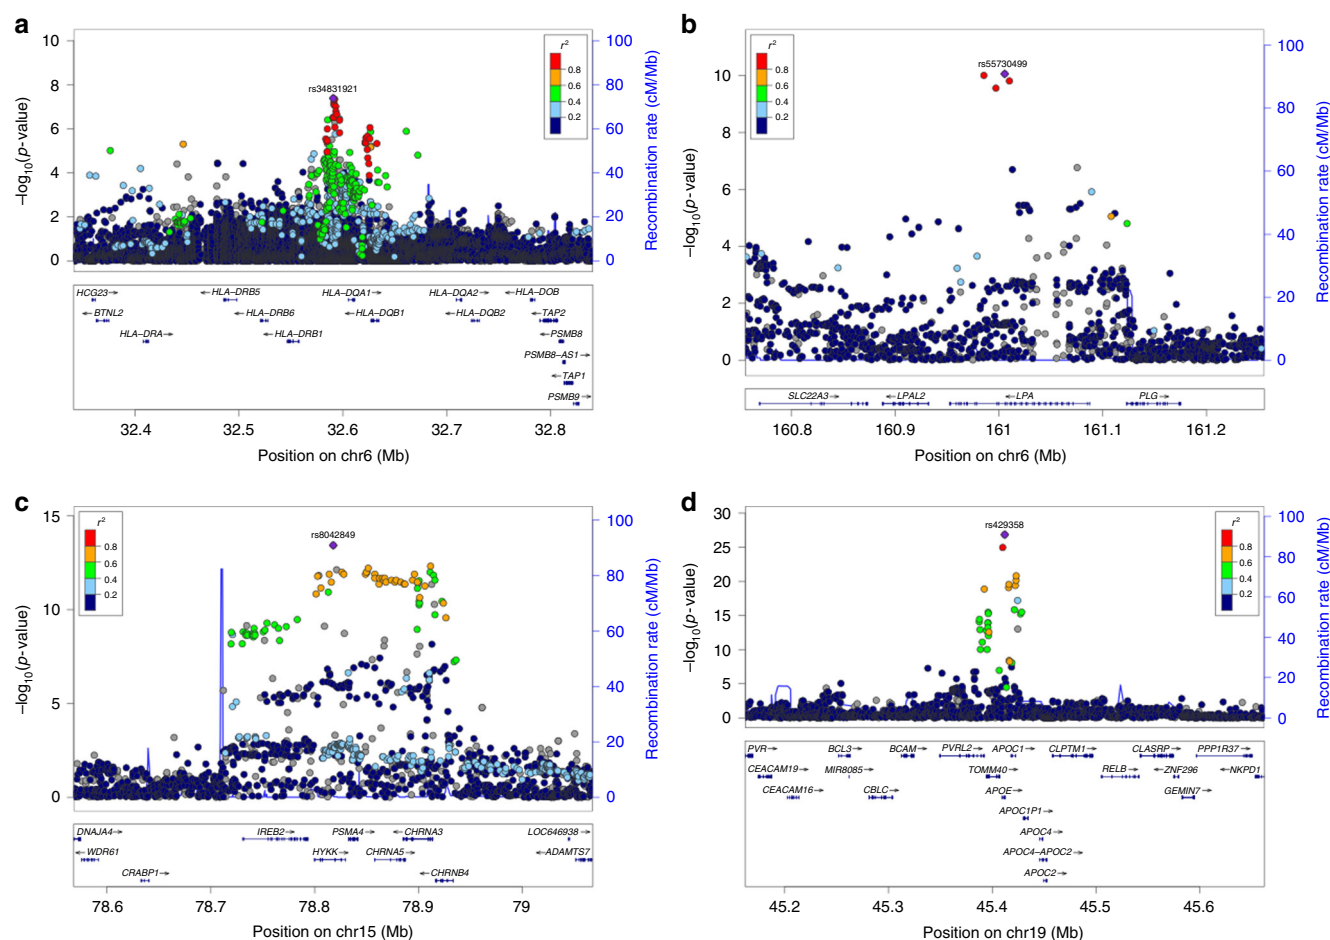 a
−log10(p-value)
10
8
6
4
2
0
rs34831921
r2
0.8
0.6
0.4
0.2
100
80
60
40
20
0
Recombination rate (cM/Mb)
HCG23→
←HLA−DRB5
HLA−DQA1→
HLA−DQA2→
←HLA−DOB
←BTNL2
←HLA−DRB6
←HLA−DQB1
←HLA−DQB2
←TAP2
HLA−DRA→
←HLA−DRB1
←PSMB8
PSMB8−AS1→
←TAP1
PSMB9→
32.4
32.5
32.6
32.7
32.8
Position on chr6 (Mb)
b
−log10(p-value)
10
8
6
4
2
0
r2
0.8
0.6
0.4
0.2
rs55730499
100
80
60
40
20
0
Recombination rate (cM/Mb)
SLC22A3→
←LPAL2
←LPA
PLG→
160.8
160.9
161
161.1
161.2
Position on chr6 (Mb)
c
−log10(p-value)
15
10
5
0
r2
0.8
0.6
0.4
0.2
rs8042849
100
80
60
40
20
0
Recombination rate (cM/Mb)
DNAJA4→
IREB2→
PSMA4→
←CHRNA3
LOC646938→
←WDR61
HYKK→
CHRNA5→
←ADAMTS7
CRABP1→
←CHRNB4
78.6
78.7
78.8
78.9
79
Position on chr15 (Mb)
d
−log10(p-value)
30
25
20
15
10
5
0
rs429358
r2
0.8
0.6
0.4
0.2
100
80
60
40
20
0
Recombination rate (cM/Mb)
PVR→
BCL3→
BCAM→
PVRL2→
APOC1→
CLPTM1→
CLASRP→
PPP1R37→
CEACAM19→
MIR8085→
TOMM40→
RELB→
←ZNF296
←NKPD1
CEACAM16→
CBLC→
APOE→
GEMIN7→
APOC1P1→
APOC4→
APOC4−APOC2→
APOC2→
45.2
45.3
45.4
45.5
45.6
Position on chr19 (Mb)